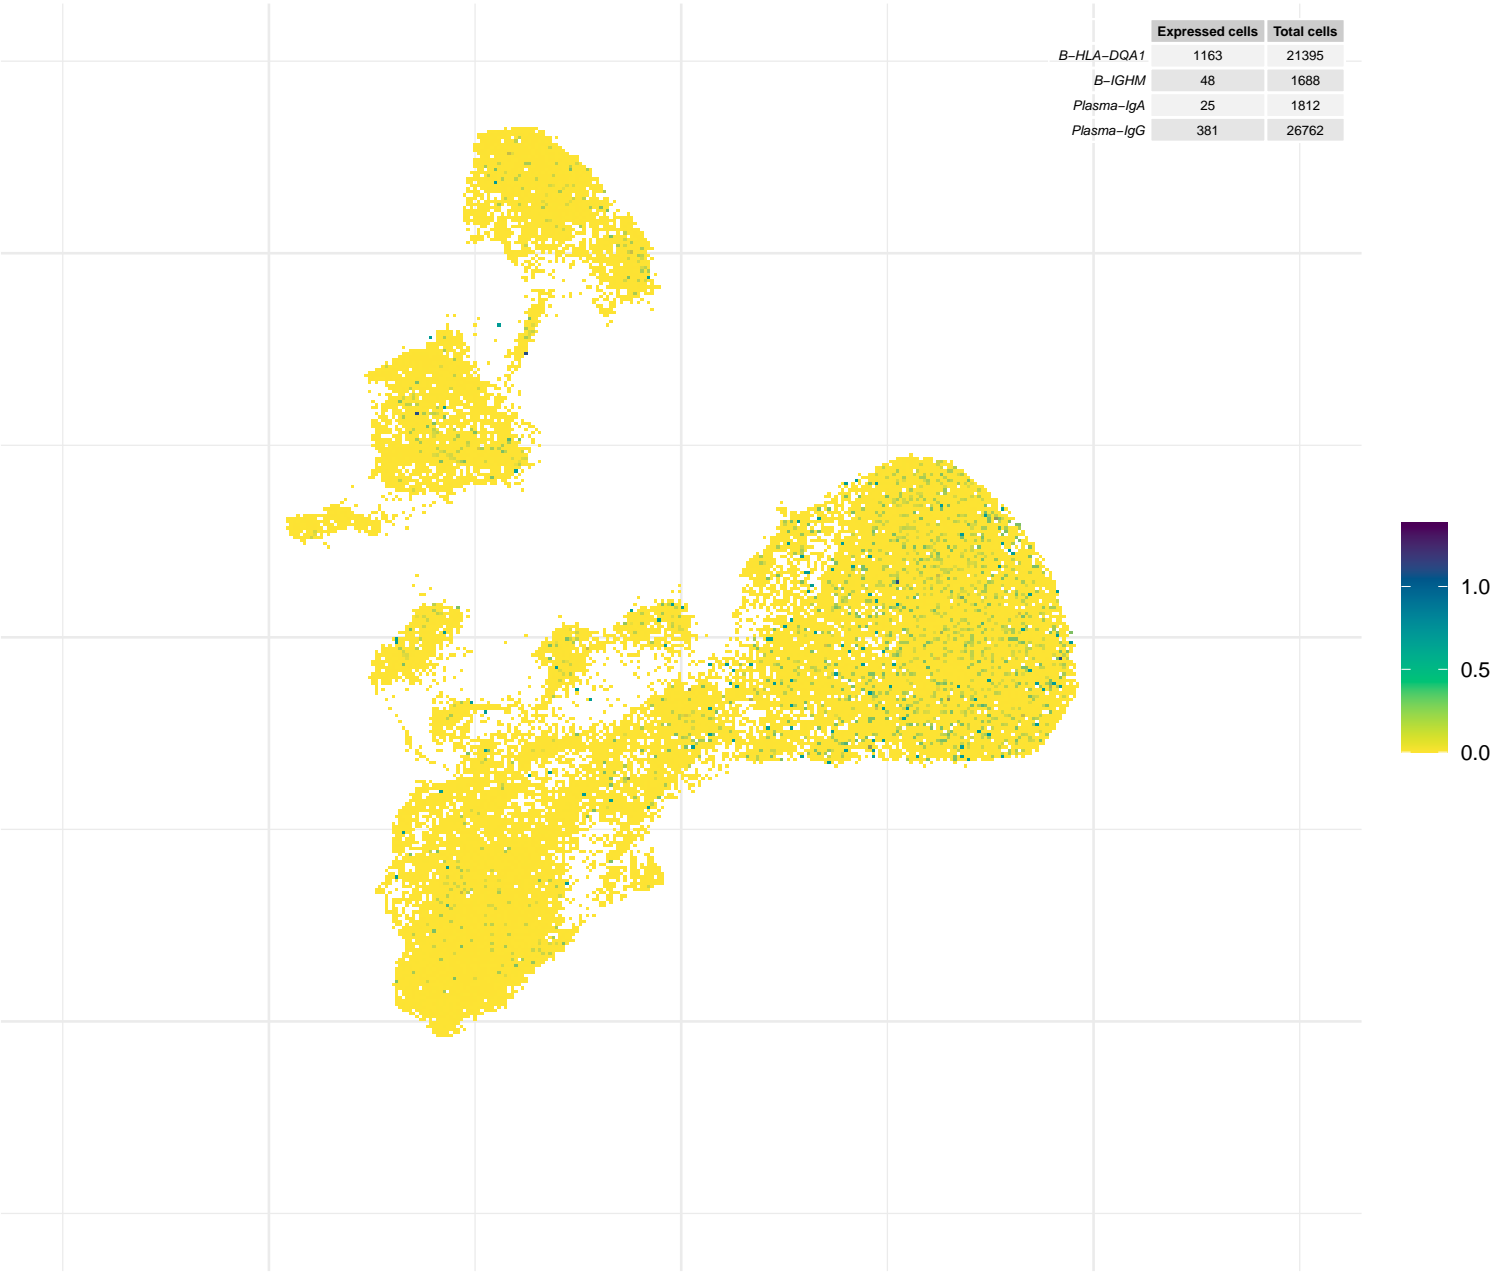 Expressed cells Total cells
B−HLA−DQA1 1163 21395
B−IGHM 48 1688
Plasma−IgA 25 1812
Plasma−IgG 381 26762
1.0
0.5
0.0